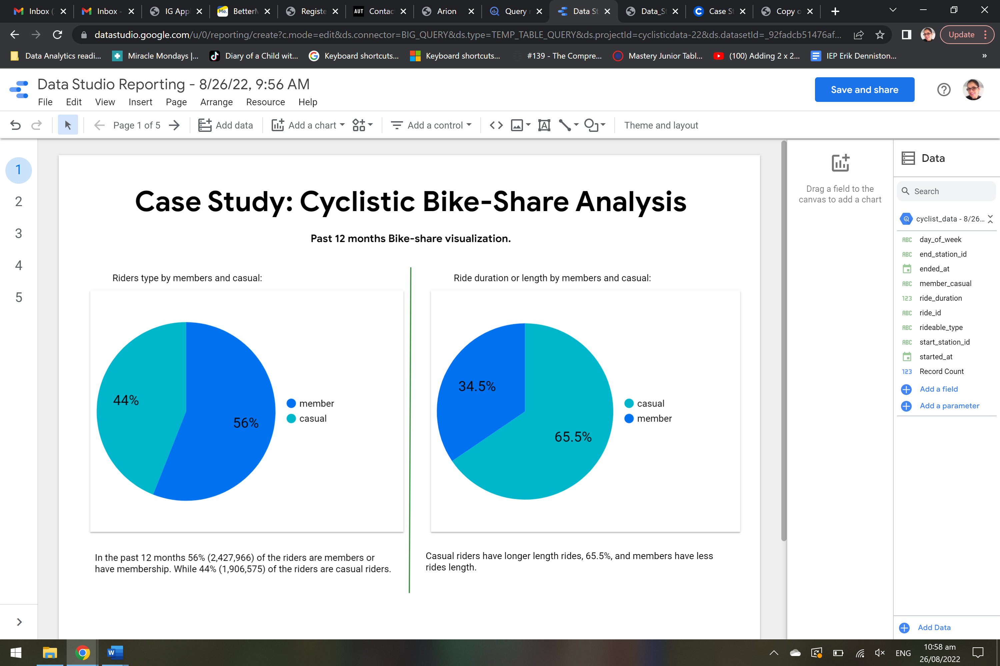 Inbox (
Inbox -
IG App
Me.
Better
Registe
AUT
Contac
Arion
Query
Data St
Data_S
Case St
Copy o
datastudio.google.com/u/0/reporting/create?c.mode=edit&ds.connector=BIG_QUERY&ds.type=TEMP_TABLE_QUERY&ds.projectId=cyclisticdata-22&ds.datasetId=_92fadcb51476af...
Update
Data Analytics readi...
Miracle Mondays |...
Diary of a Child wit...
Keyboard shortcuts...
Keyboard shortcuts...
#139 - The Compre...
Mastery Junior Tabl...
(100) Adding 2 x 2...
IEP Erik Denniston...
»
Data Studio Reporting - 8/26/22, 9:56 AM
File Edit View Insert Page Arrange Resource Help
Save and share
Page 1 of 5
Add data
Add a chart
Add a control
Theme and layout
1
2
3
4
5
Case Study: Cyclistic Bike-Share Analysis
Past 12 months Bike-share visualization.
Riders type by members and casual:
44%
56%
member
casual
In the past 12 months 56% (2,427,966) of the riders are members or
have membership. While 44% (1,906,575) of the riders are casual riders.
Ride duration or length by members and casual:
34.5%
65.5%
casual
member
Casual riders have longer length rides, 65.5%, and members have less
rides length.
Drag a field to the
canvas to add a chart
Data
Search
cyclist_data - 8/26...
ABC day_of_week
ABC end_station_id
ended_at
ABC member_casual
123 ride_duration
ABC ride_id
ABC rideable_type
ABC start_station_id
started_at
123 Record Count
Add a field
Add a parameter
Add Data
W
ENG
10:58 am
26/08/2022